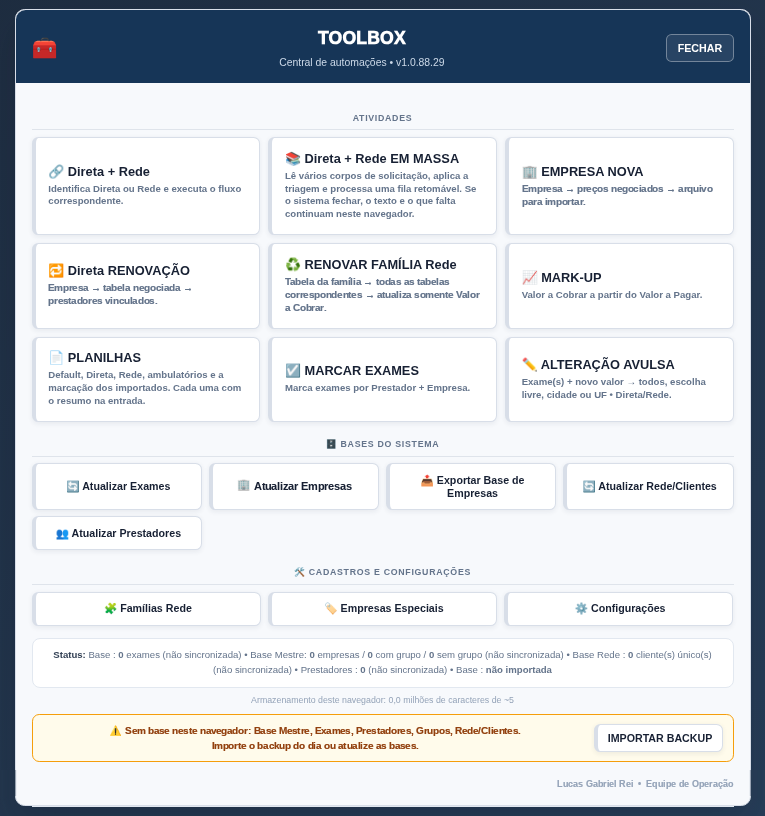 TOOLBOX
Central de automações • v1.0.88.29
FECHAR
ATIVIDADES
Direta + Rede
Identifica Direta ou Rede e executa o fluxo
correspondente.
Direta + Rede EM MASSA
Lê vários corpos de solicitação, aplica a
triagem e processa uma fila retomável. Se
o sistema fechar, o texto e o que falta
continuam neste navegador.
EMPRESA NOVA
Empresa → preços negociados → arquivo
para importar.
Direta RENOVAÇÃO
Empresa → tabela negociada →
prestadores vinculados.
RENOVAR FAMÍLIA Rede
Tabela da família → todas as tabelas
correspondentes → atualiza somente Valor
a Cobrar.
MARK-UP
Valor a Cobrar a partir do Valor a Pagar.
PLANILHAS
Default, Direta, Rede, ambulatórios e a
marcação dos importados. Cada uma com
o resumo na entrada.
MARCAR EXAMES
Marca exames por Prestador + Empresa.
ALTERAÇÃO AVULSA
Exame(s) + novo valor → todos, escolha
livre, cidade ou UF • Direta/Rede.
BASES DO SISTEMA
Atualizar Exames
Atualizar Empresas
Exportar Base de
Empresas
Atualizar Rede/Clientes
Atualizar Prestadores
CADASTROS E CONFIGURAÇÕES
Famílias Rede
Empresas Especiais
Configurações
Status: Base : 0 exames (não sincronizada) • Base Mestre: 0 empresas / 0 com grupo / 0 sem grupo (não sincronizada) • Base Rede : 0 cliente(s) único(s)
(não sincronizada) • Prestadores : 0 (não sincronizada) • Base : não importada
Armazenamento deste navegador: 0,0 milhões de caracteres de ~5
Sem base neste navegador: Base Mestre, Exames, Prestadores, Grupos, Rede/Clientes.
Importe o backup do dia ou atualize as bases.
IMPORTAR BACKUP
Lucas Gabriel Rei • Equipe de Operação